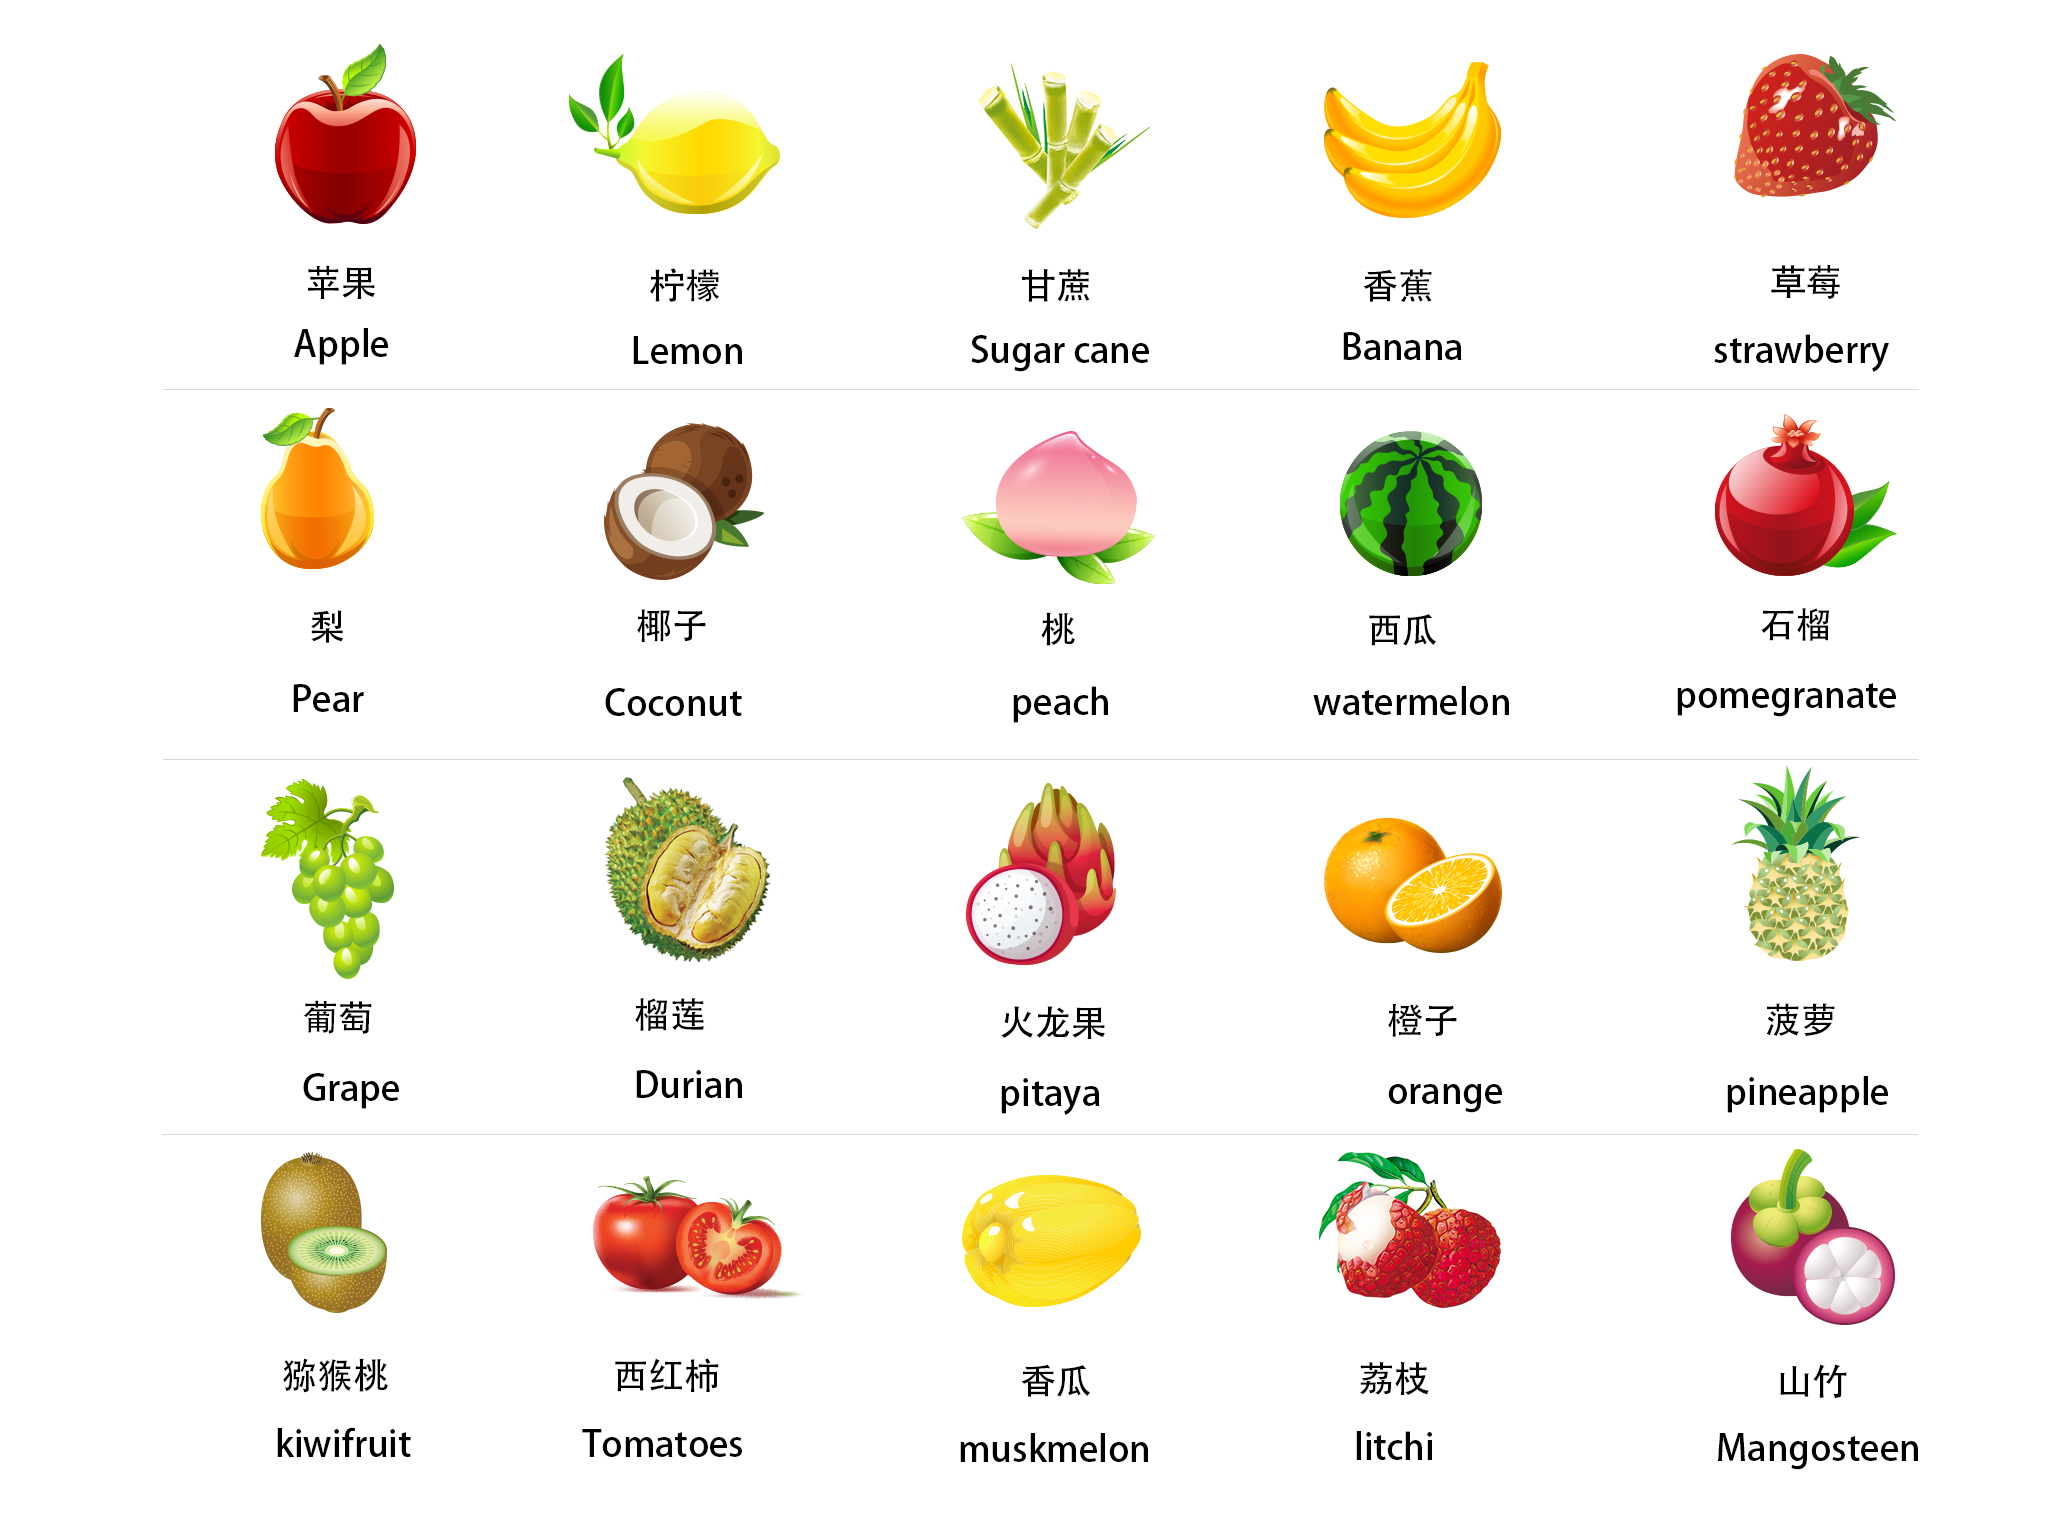 苹果 柠檬 甘蔗 香蕉 草莓
Apple Lemon Sugar cane Banana strawberry
梨 椰子 桃 西瓜 石榴
Pear Coconut peach watermelon pomegranate
葡萄 榴莲 火龙果 橙子 菠萝
Grape Durian pitaya orange pineapple
猕猴桃 西红柿 香瓜 荔枝 山竹
kiwifruit Tomatoes muskmelon litchi Mangosteen